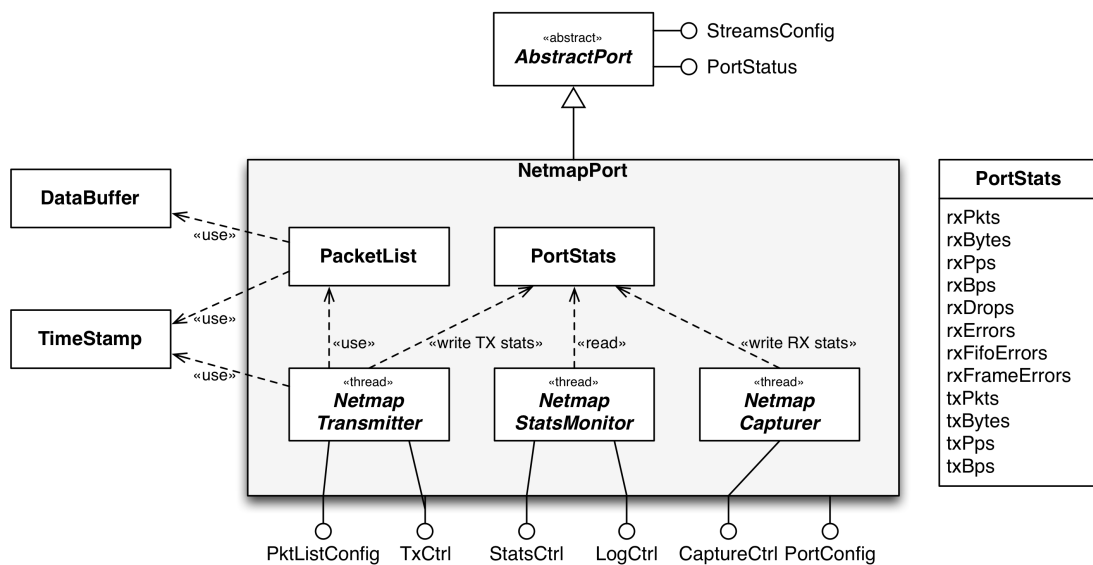 «abstract»
AbstractPort
StreamsConfig
PortStatus
NetmapPort
DataBuffer
«use»
PacketList
PortStats
PortStats
rxPkts
rxBytes
rxPps
rxBps
rxDrops
rxErrors
rxFifoErrors
rxFrameErrors
txPkts
txBytes
txPps
txBps
TimeStamp
«use»
«use»
«use»
«write TX stats»
«read»
«write RX stats»
«thread»
Netmap
Transmitter
«thread»
Netmap
StatsMonitor
«thread»
Netmap
Capturer
PktListConfig
TxCtrl
StatsCtrl
LogCtrl
CaptureCtrl
PortConfig